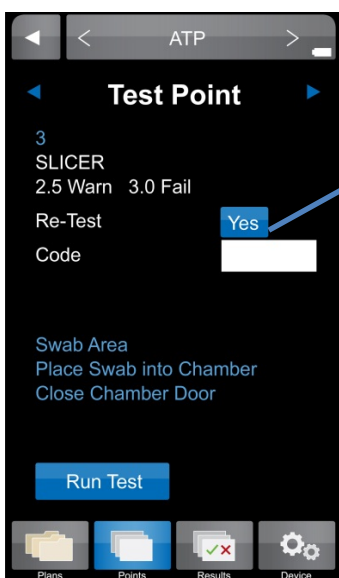 ATP
Test Point
3
SLICER
2.5 Warn 3.0 Fail
Re-Test Yes
Code
Swab Area
Place Swab into Chamber
Close Chamber Door
Run Test
Plans Points Results Device